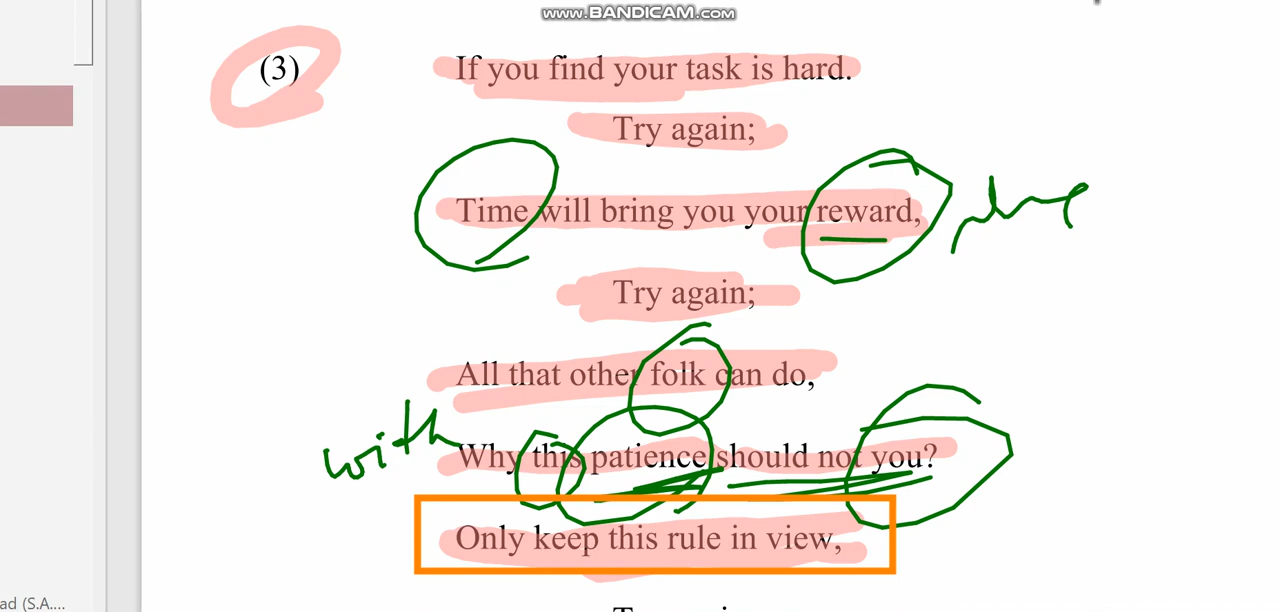 www.BANDICAM.com
(3) If you find your task is hard.
Try again;
Time will bring you your reward,
Try again;
All that other folk can do,
with
Why this patience should not you?
Only keep this rule in view,
ad (S.A....